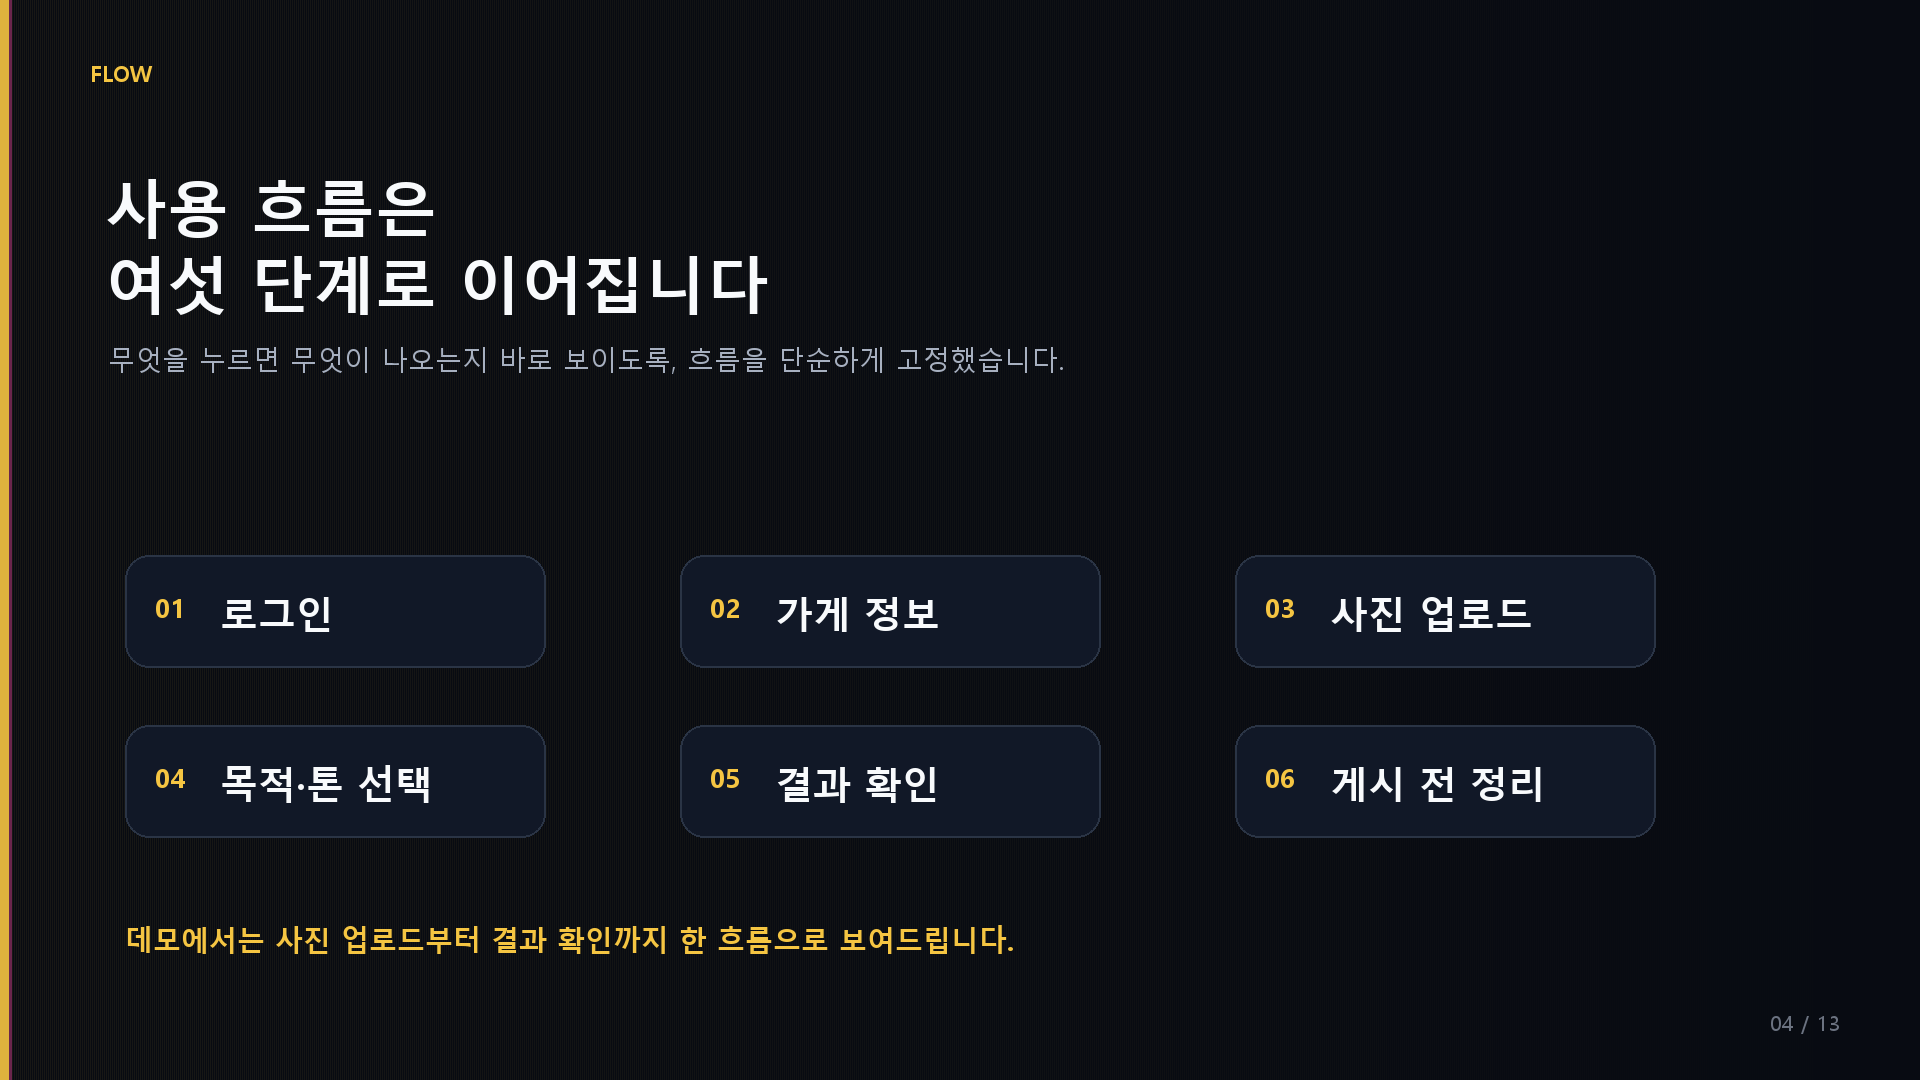 FLOW
사용 흐름은
여섯 단계로 이어집니다
무엇을 누르면 무엇이 나오는지 바로 보이도록, 흐름을 단순하게 고정했습니다.
01 로그인
02 가게 정보
03 사진 업로드
04 목적·톤 선택
05 결과 확인
06 게시 전 정리
데모에서는 사진 업로드부터 결과 확인까지 한 흐름으로 보여드립니다.
04 / 13